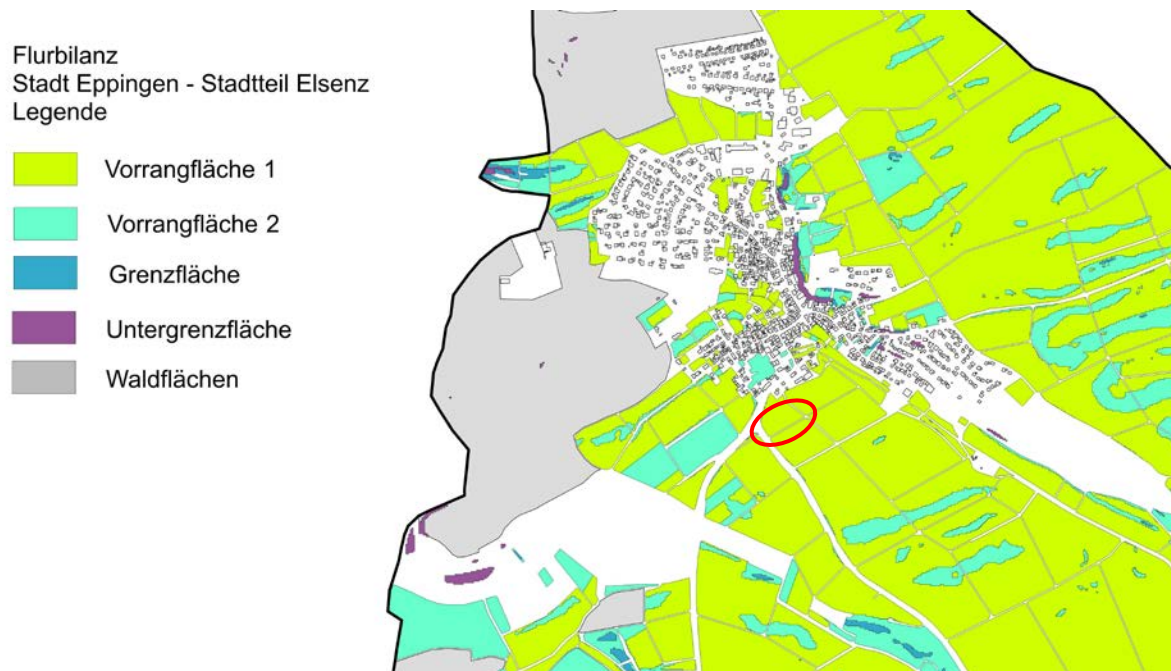 Flurbilanz
Stadt Eppingen - Stadtteil Elsenz
Legende
Vorrangfläche 1
Vorrangfläche 2
Grenzfläche
Untergrenzfläche
Waldflächen